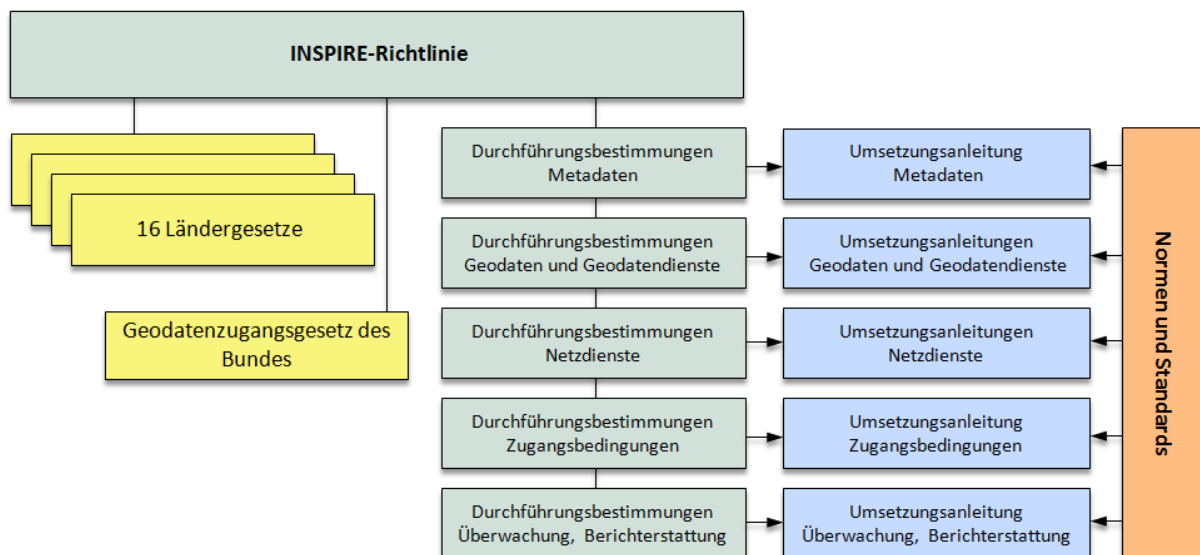 INSPIRE-Richtlinie
16 Ländergesetze
Geodatenzugangsgesetz des
Bundes
Durchführungsbestimmungen
Metadaten
Umsetzungsanleitung
Metadaten
Durchführungsbestimmungen
Geodaten und Geodatendienste
Umsetzungsanleitungen
Geodaten und Geodatendienste
Durchführungsbestimmungen
Netzdienste
Umsetzungsanleitungen
Netzdienste
Durchführungsbestimmungen
Zugangsbedingungen
Umsetzungsanleitung
Zugangsbedingungen
Durchführungsbestimmungen
Überwachung, Berichterstattung
Umsetzungsanleitung
Überwachung, Berichterstattung
Normen und Standards